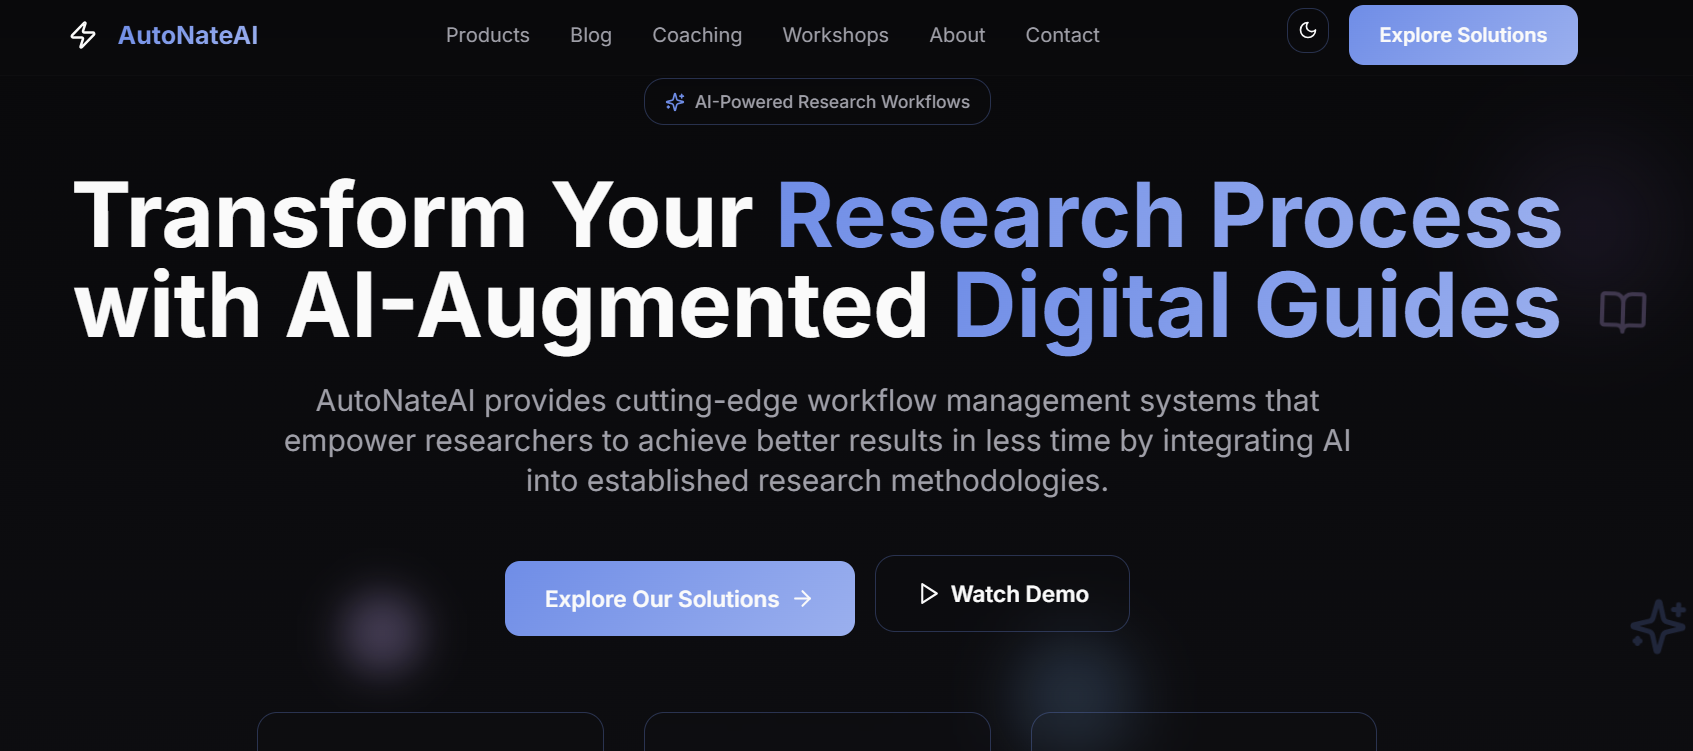 AutoNateAI
Products
Blog
Coaching
Workshops
About
Contact
Explore Solutions
AI-Powered Research Workflows
Transform Your Research Process
with AI-Augmented Digital Guides
AutoNateAI provides cutting-edge workflow management systems that
empower researchers to achieve better results in less time by integrating AI
into established research methodologies.
Explore Our Solutions
Watch Demo